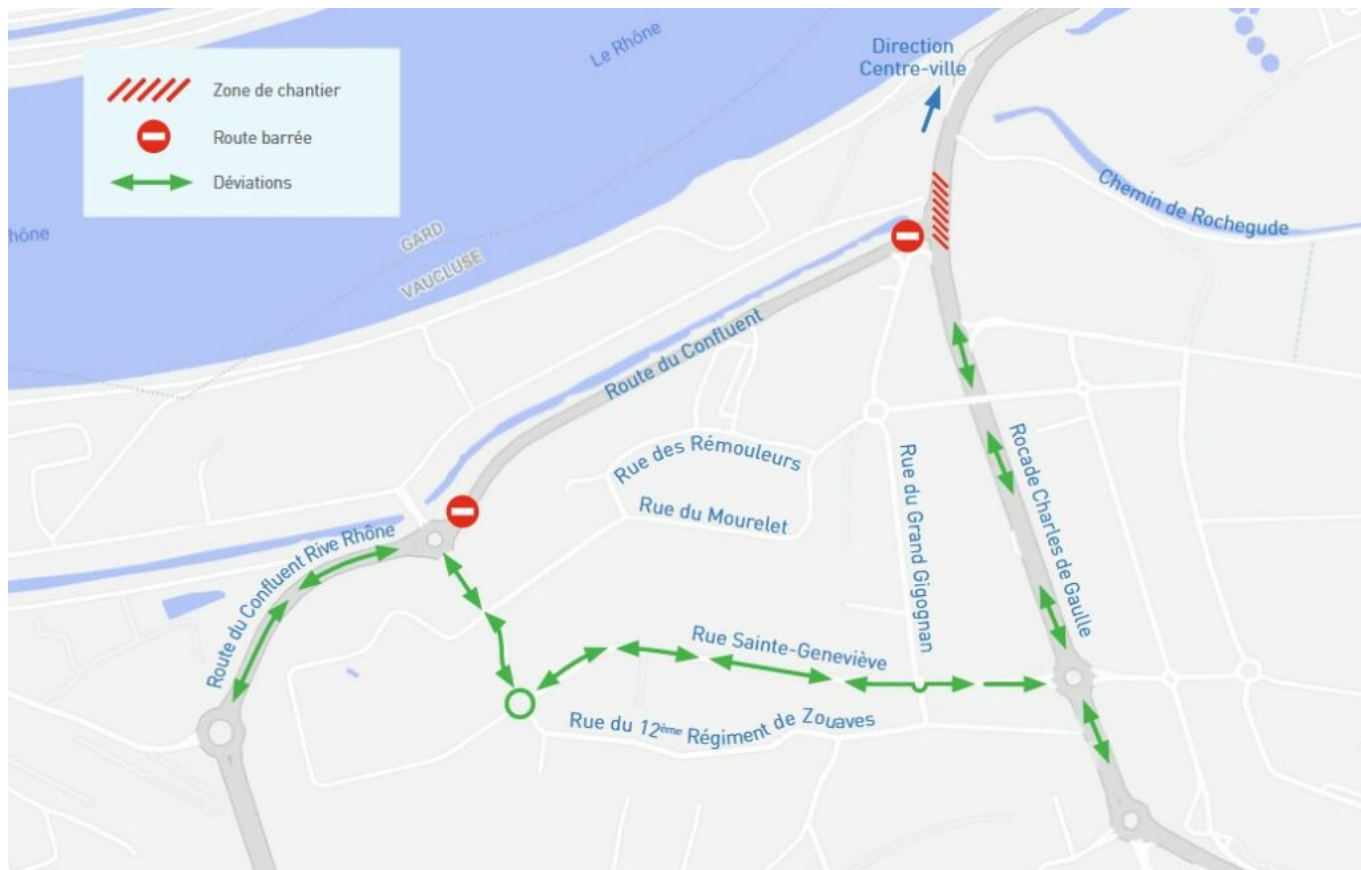 Zone de chantier
Route barrée
Déviations
Le Rhône
Direction
Centre-ville
Chemin de Rochegude
hône
GARD
VAUCLUSE
Route du Confluent
Rue des Rémouleurs
Rue du Mourelet
Rue du Grand Gigognan
Rocade Charles de Gaulle
Route du Confluent Rive Rhône
Rue Sainte-Geneviève
Rue du 12ème Régiment de Zouaves